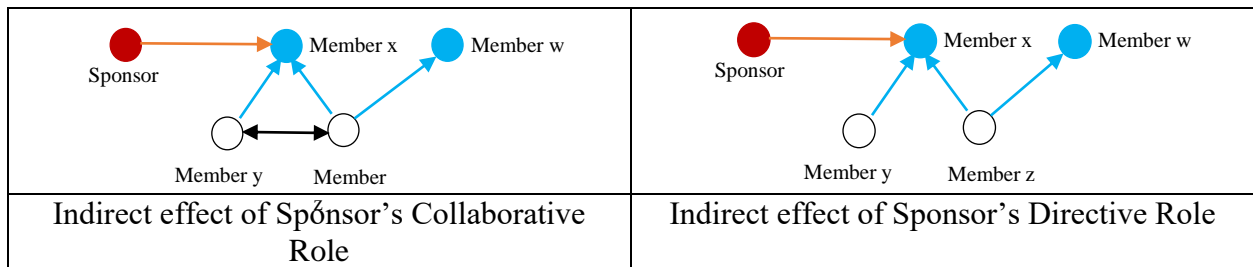 Member x
Member w
Sponsor
Member y
Member
z
Indirect effect of Sponsor's Collaborative
Role
Member x
Member w
Sponsor
Member y
Member z
Indirect effect of Sponsor's Directive Role